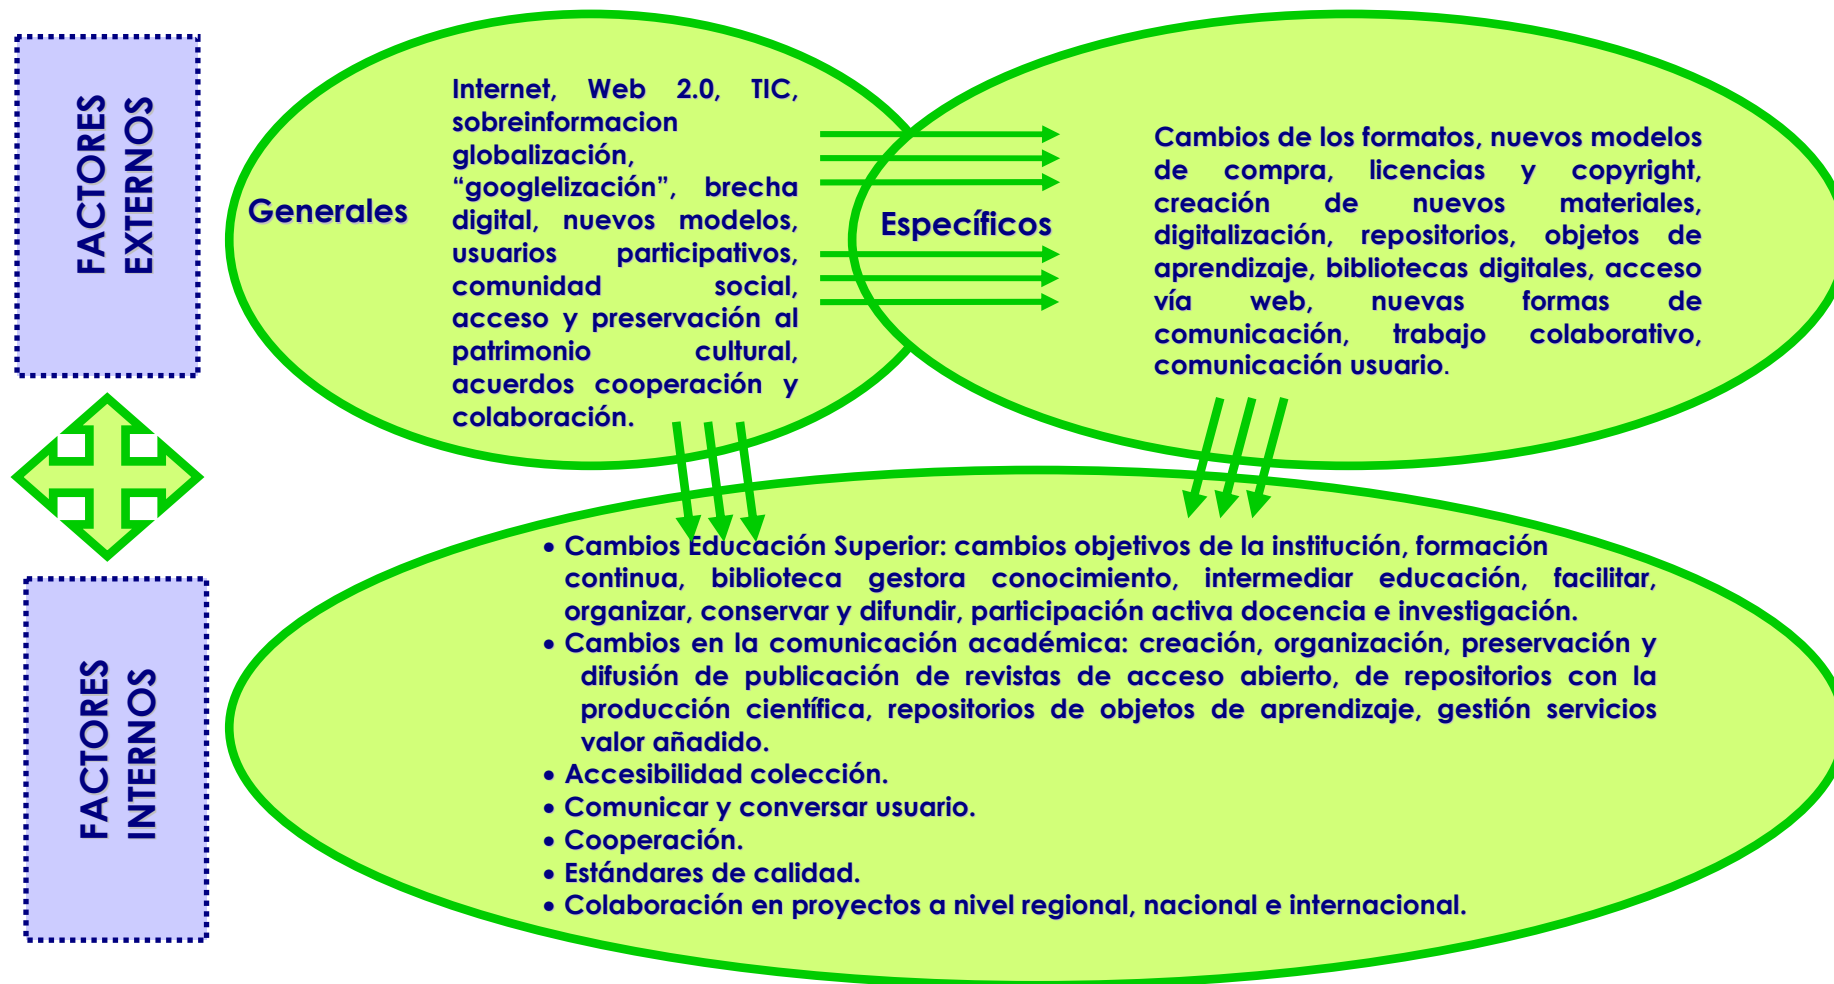 FACTORES
EXTERNOS
Generales
Internet, Web 2.0, TIC,
sobreinformacion
globalización,
“googlelización”, brecha
digital, nuevos modelos,
usuarios participativos,
comunidad social,
acceso y preservación al
patrimonio cultural,
acuerdos cooperación y
colaboración.
Específicos
Cambios de los formatos, nuevos modelos
de compra, licencias y copyright,
creación de nuevos materiales,
digitalización, repositorios, objetos de
aprendizaje, bibliotecas digitales, acceso
vía web, nuevas formas de
comunicación, trabajo colaborativo,
comunicación usuario.
FACTORES
INTERNOS
• Cambios Educación Superior: cambios objetivos de la institución, formación
continua, biblioteca gestora conocimiento, intermediar educación, facilitar,
organizar, conservar y difundir, participación activa docencia e investigación.
• Cambios en la comunicación académica: creación, organización, preservación y
difusión de publicación de revistas de acceso abierto, de repositorios con la
producción científica, repositorios de objetos de aprendizaje, gestión servicios
valor añadido.
• Accesibilidad colección.
• Comunicar y conversar usuario.
• Cooperación.
• Estándares de calidad.
• Colaboración en proyectos a nivel regional, nacional e internacional.